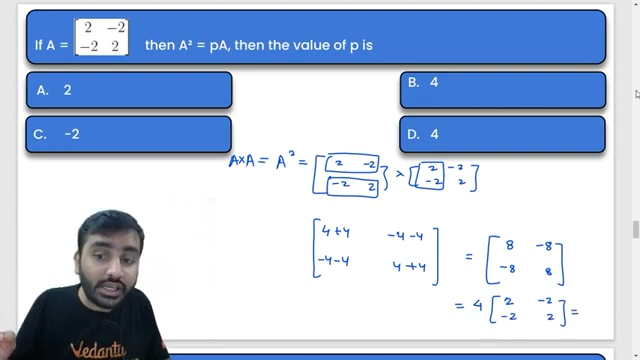 If A = [2 -2
-2 2] then A² = pA, then the value of p is
A. 2
B. 4
C. -2
D. 4
A×A = A² = [2 -2
-2 2] × [2 -2
-2 2]
[4+4 -4-4
-4-4 4+4] = [8 -8
-8 8]
= 4 [2 -2
-2 2] =
Vedantu